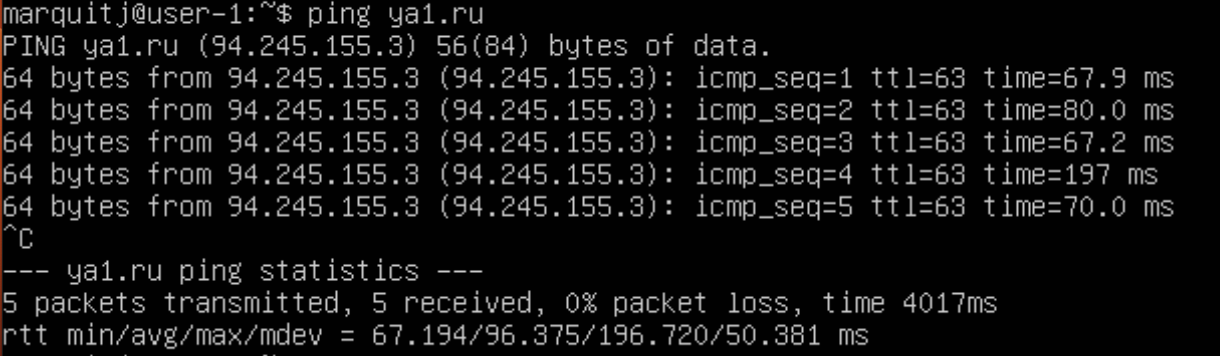 marquitj@user-1:~$ ping ya1.ru
PING ya1.ru (94.245.155.3) 56(84) bytes of data.
64 bytes from 94.245.155.3 (94.245.155.3): icmp_seq=1 ttl=63 time=67.9 ms
64 bytes from 94.245.155.3 (94.245.155.3): icmp_seq=2 ttl=63 time=80.0 ms
64 bytes from 94.245.155.3 (94.245.155.3): icmp_seq=3 ttl=63 time=67.2 ms
64 bytes from 94.245.155.3 (94.245.155.3): icmp_seq=4 ttl=63 time=197 ms
64 bytes from 94.245.155.3 (94.245.155.3): icmp_seq=5 ttl=63 time=70.0 ms
^C
--- ya1.ru ping statistics ---
5 packets transmitted, 5 received, 0% packet loss, time 4017ms
rtt min/avg/max/mdev = 67.194/96.375/196.720/50.381 ms